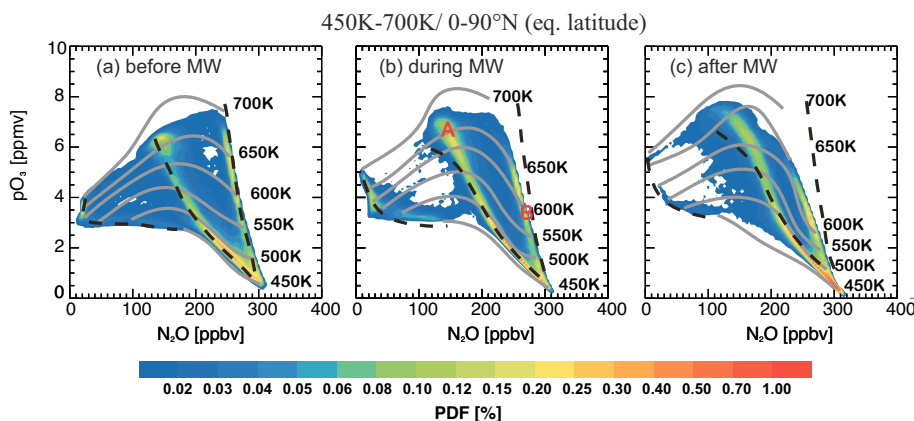 450K-700K/ 0-90°N (eq. latitude)
pO₃ [ppmv]
10
8
6
4
2
0
(a) before MW
700K
650K
600K
550K
500K
450K
0 100 200 300 400
N₂O [ppbv]
(b) during MW
700K
A
650K
600K
B
550K
500K
450K
0 100 200 300 400
N₂O [ppbv]
(c) after MW
700K
650K
600K
550K
500K
450K
0 100 200 300 400
N₂O [ppbv]
0.02 0.03 0.04 0.05 0.06 0.08 0.10 0.12 0.15 0.20 0.25 0.30 0.40 0.50 0.70 1.00
PDF [%]